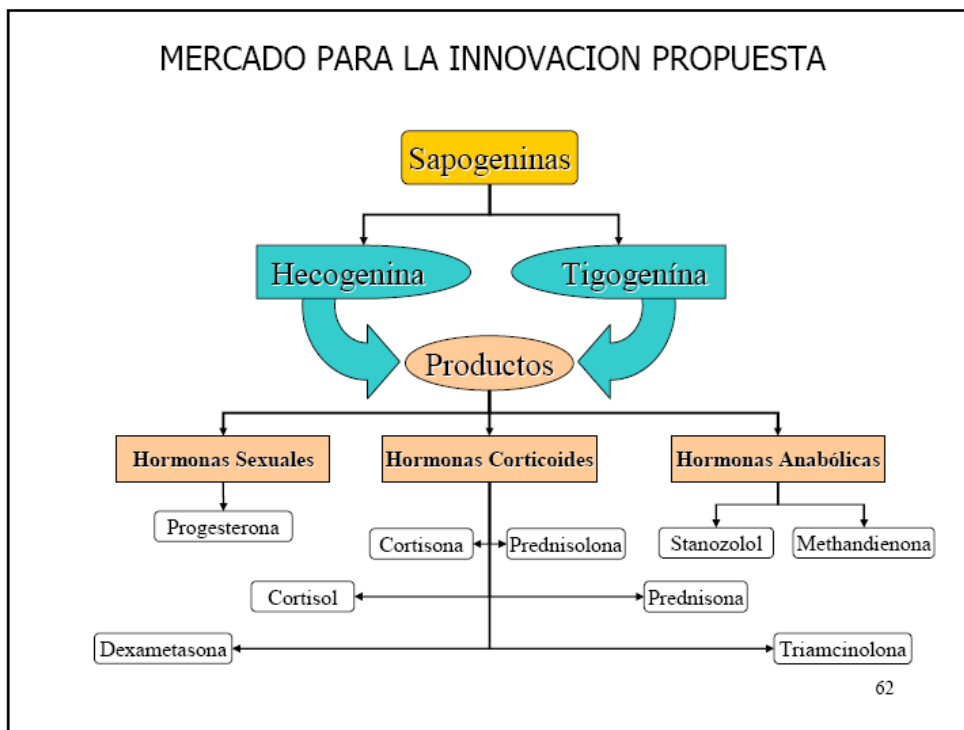 MERCADO PARA LA INNOVACION PROPUESTA
Sapogeninas
Hecogenina
Tigogenína
Productos
Hormonas Sexuales
Hormonas Corticoides
Hormonas Anabólicas
Progesterona
Cortisona
Prednisolona
Stanozolol
Methandienona
Cortisol
Prednisona
Dexametasona
Triamcinolona
62